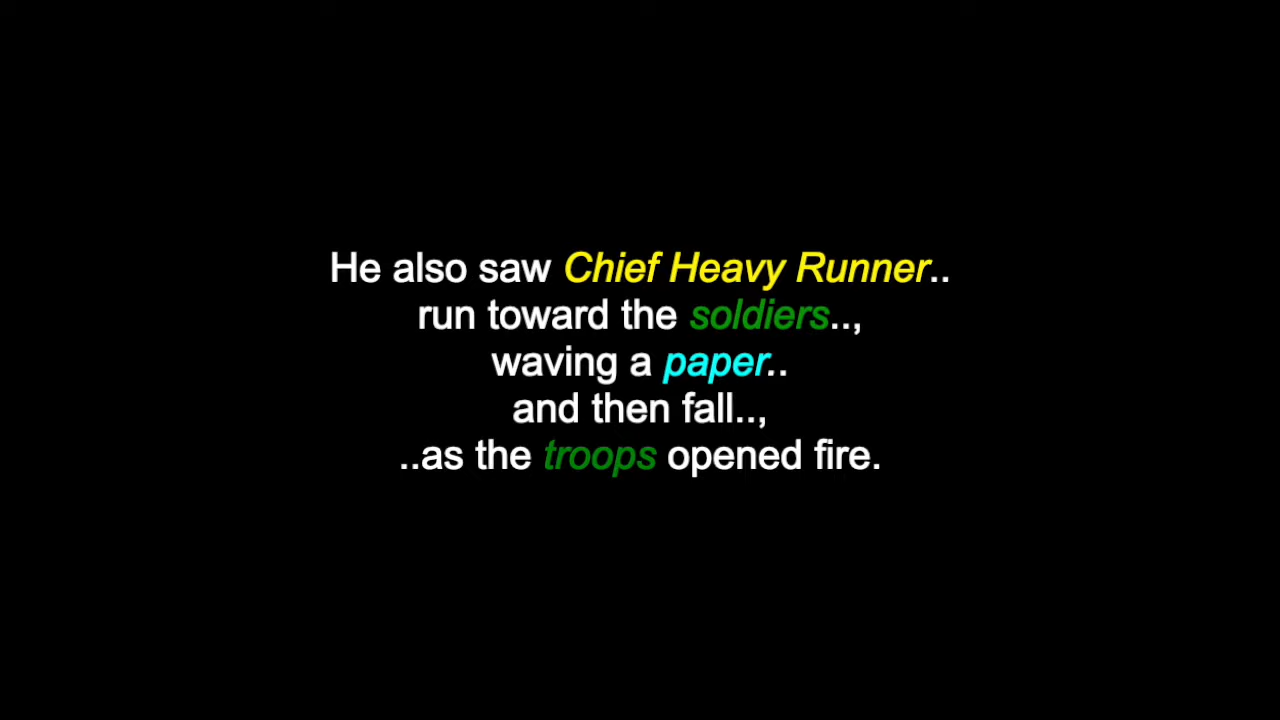 He also saw Chief Heavy Runner..
run toward the soldiers..,
waving a paper..
and then fall..,
..as the troops opened fire.